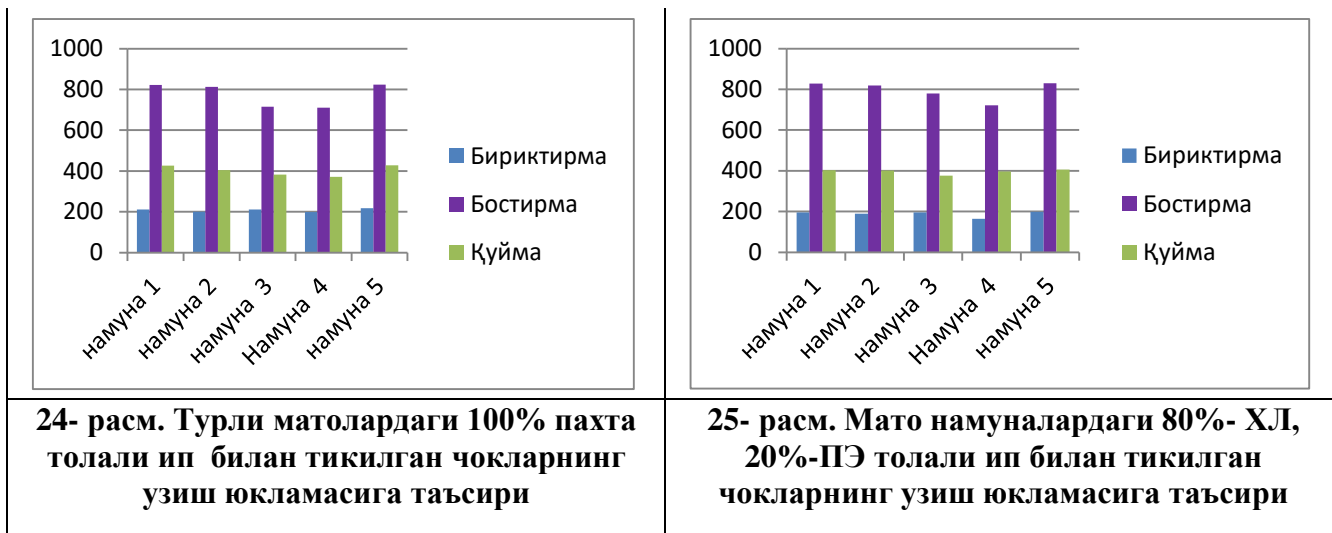 1000
800
600
400
200
0
намуна 1
намуна 2
намуна 3
Намуна 4
намуна 5
Бириктирма
Бостирма
Қуйма
24- расм. Турли матолардаги 100% пахта
толали ип билан тикилган чокларнинг
узиш юкламасига таъсири
1000
800
600
400
200
0
намуна 1
намуна 2
намуна 3
Намуна 4
намуна 5
Бириктирма
Бостирма
Қуйма
25- расм. Мато намуналардаги 80%- ХЛ,
20%-ПЭ толали ип билан тикилган
чокларнинг узиш юкламасига таъсири